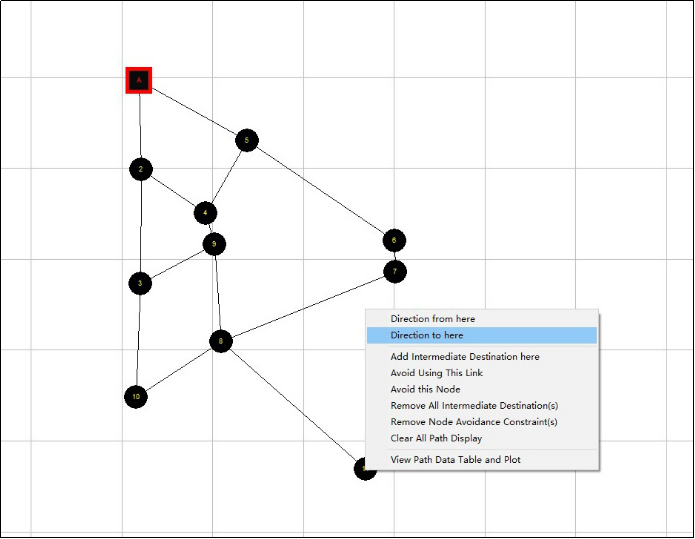 A
5
2
4
6
9
7
3
Direction from here
Direction to here
8
Add Intermediate Destination here
Avoid Using This Link
Avoid this Node
10
Remove All Intermediate Destination(s)
Remove Node Avoidance Constraint(s)
Clear All Path Display
View Path Data Table and Plot